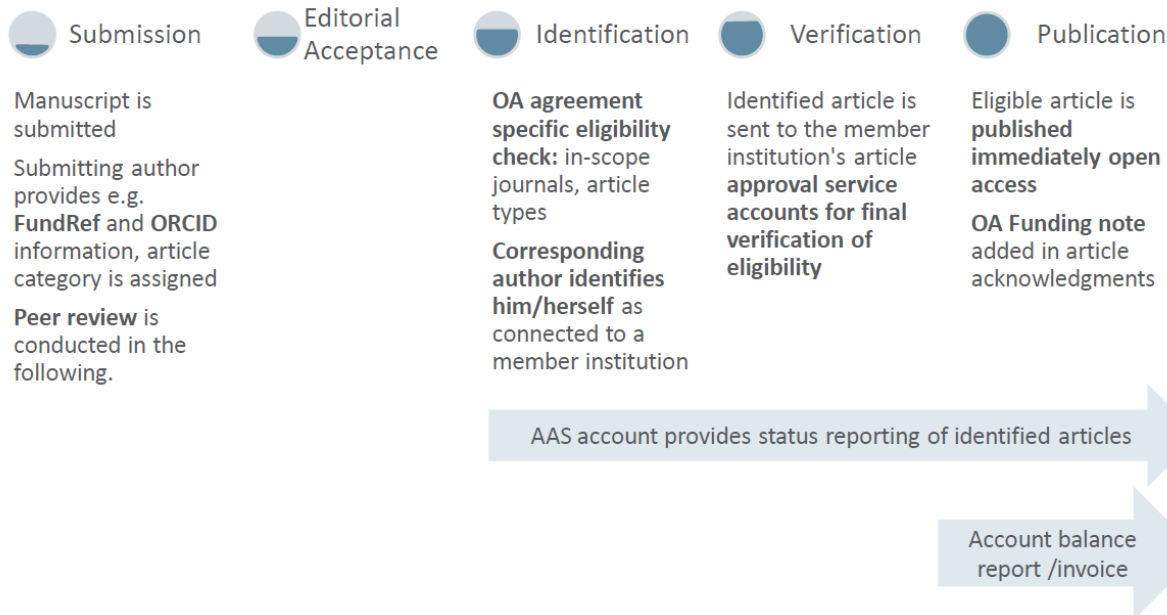 Submission
Editorial
Acceptance
Identification
Verification
Publication
Manuscript is
submitted
Submitting author
provides e.g.
FundRef and ORCID
information, article
category is assigned
Peer review is
conducted in the
following.
OA agreement
specific eligibility
check: in-scope
journals, article
types
Corresponding
author identifies
him/herself as
connected to a
member institution
Identified article is
sent to the member
institution's article
approval service
accounts for final
verification of
eligibility
Eligible article is
published
immediately open
access
OA Funding note
added in article
acknowledgments
AAS account provides status reporting of identified articles
Account balance
report /invoice